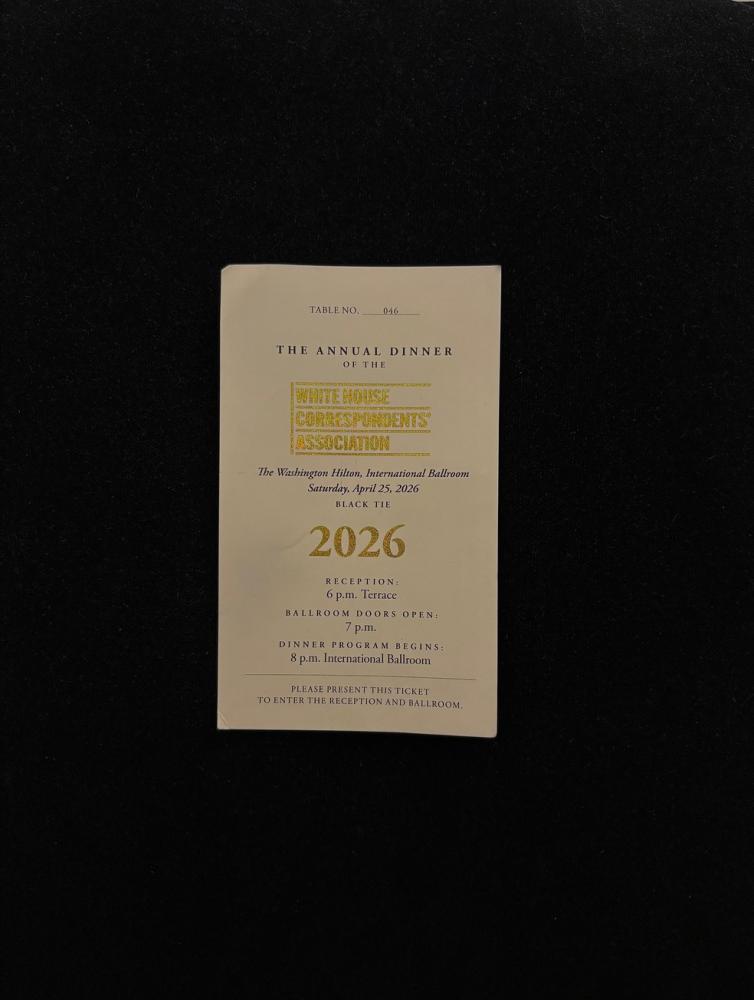 TABLE NO. 046
THE ANNUAL DINNER
OF THE
WHITE HOUSE
CORRESPONDENTS'
ASSOCIATION
The Washington Hilton, International Ballroom
Saturday, April 25, 2026
BLACK TIE
2026
RECEPTION:
6 p.m. Terrace
BALLROOM DOORS OPEN:
7 p.m.
DINNER PROGRAM BEGINS:
8 p.m. International Ballroom
PLEASE PRESENT THIS TICKET
TO ENTER THE RECEPTION AND BALLROOM.